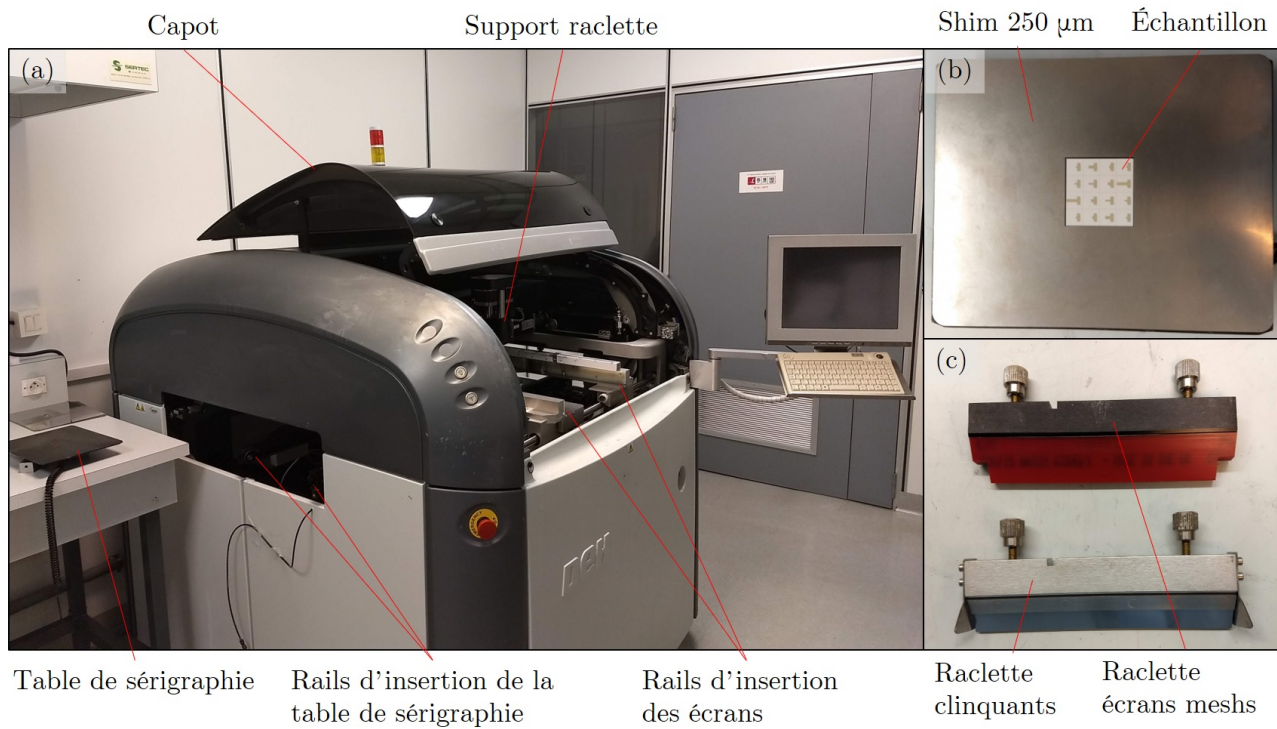 Capot
Support raclette
Shim 250 µm
Échantillon
(a)
SERTEC
(b)
(c)
DEK
Table de sérigraphie
Rails d'insertion de la
table de sérigraphie
Rails d'insertion
des écrans
Raclette
clinquants
Raclette
écrans meshs